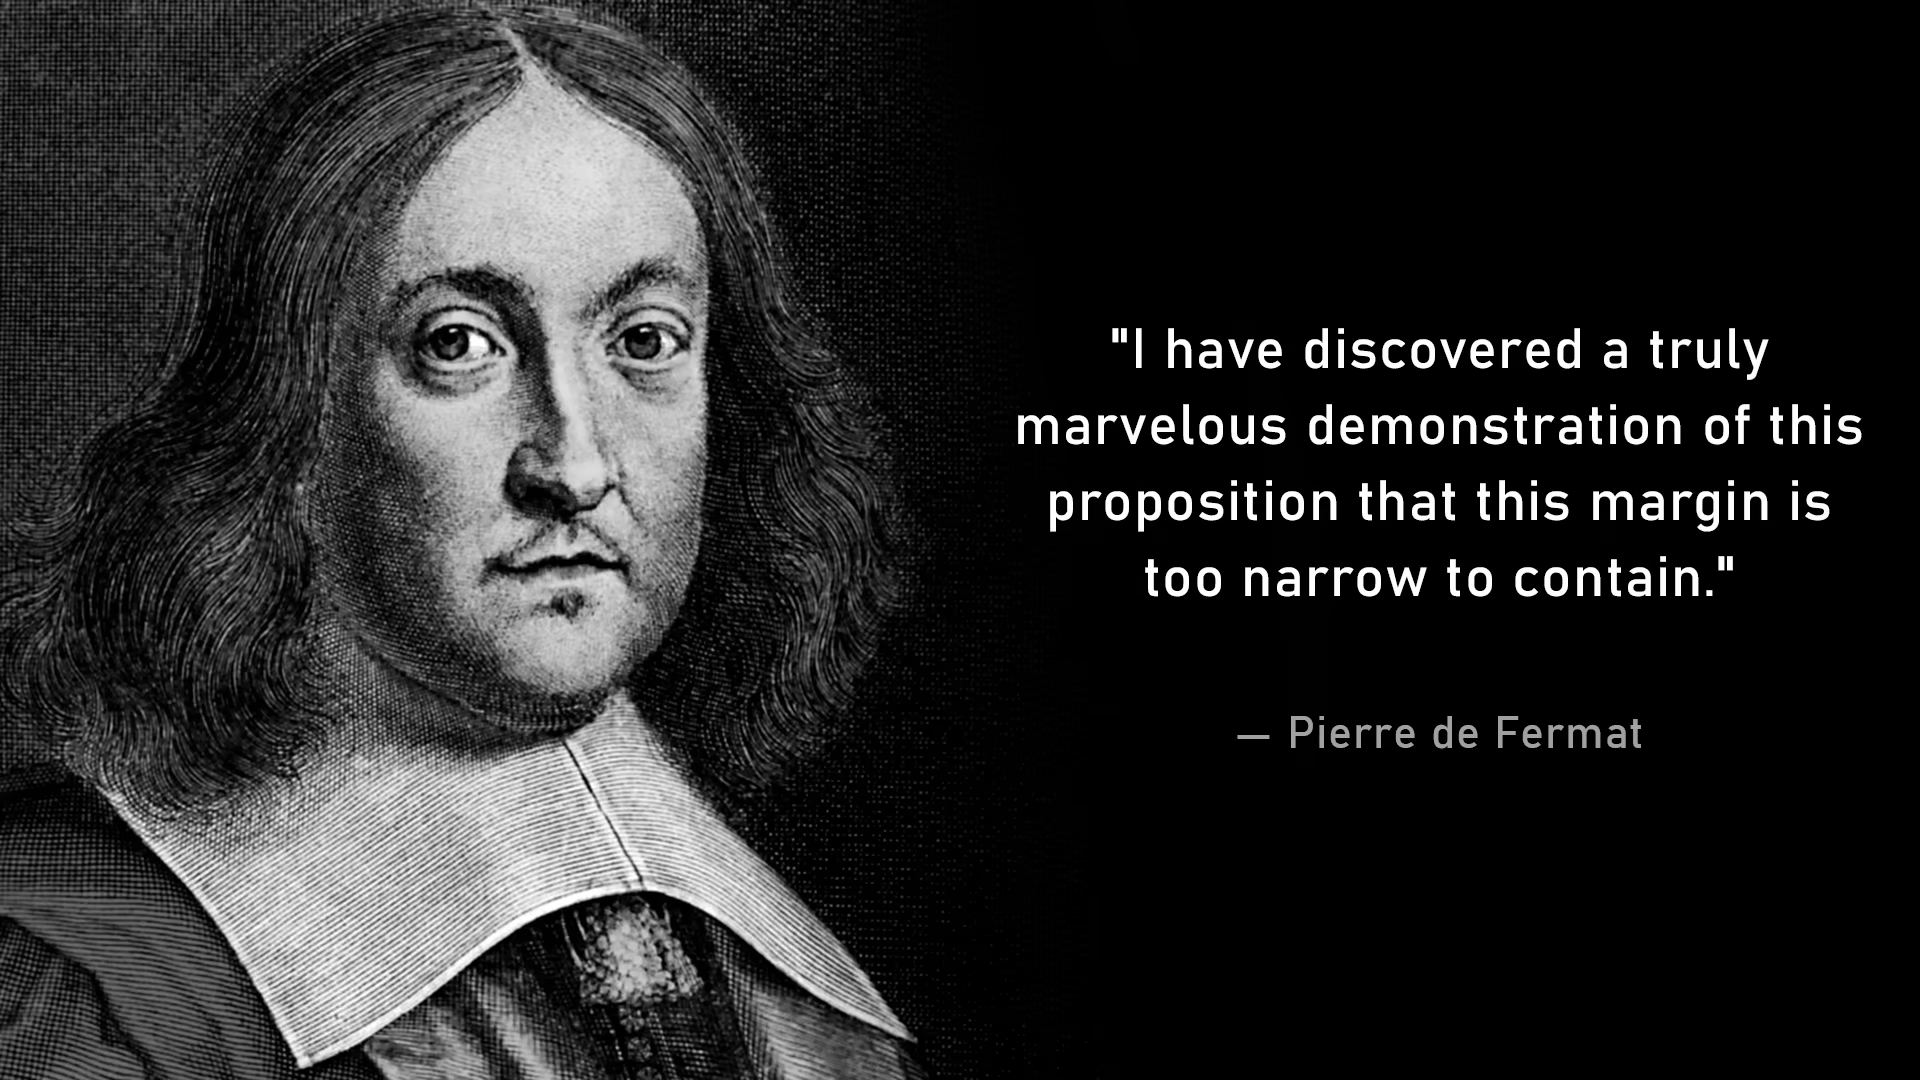 "I have discovered a truly
marvelous demonstration of this
proposition that this margin is
too narrow to contain."
— Pierre de Fermat